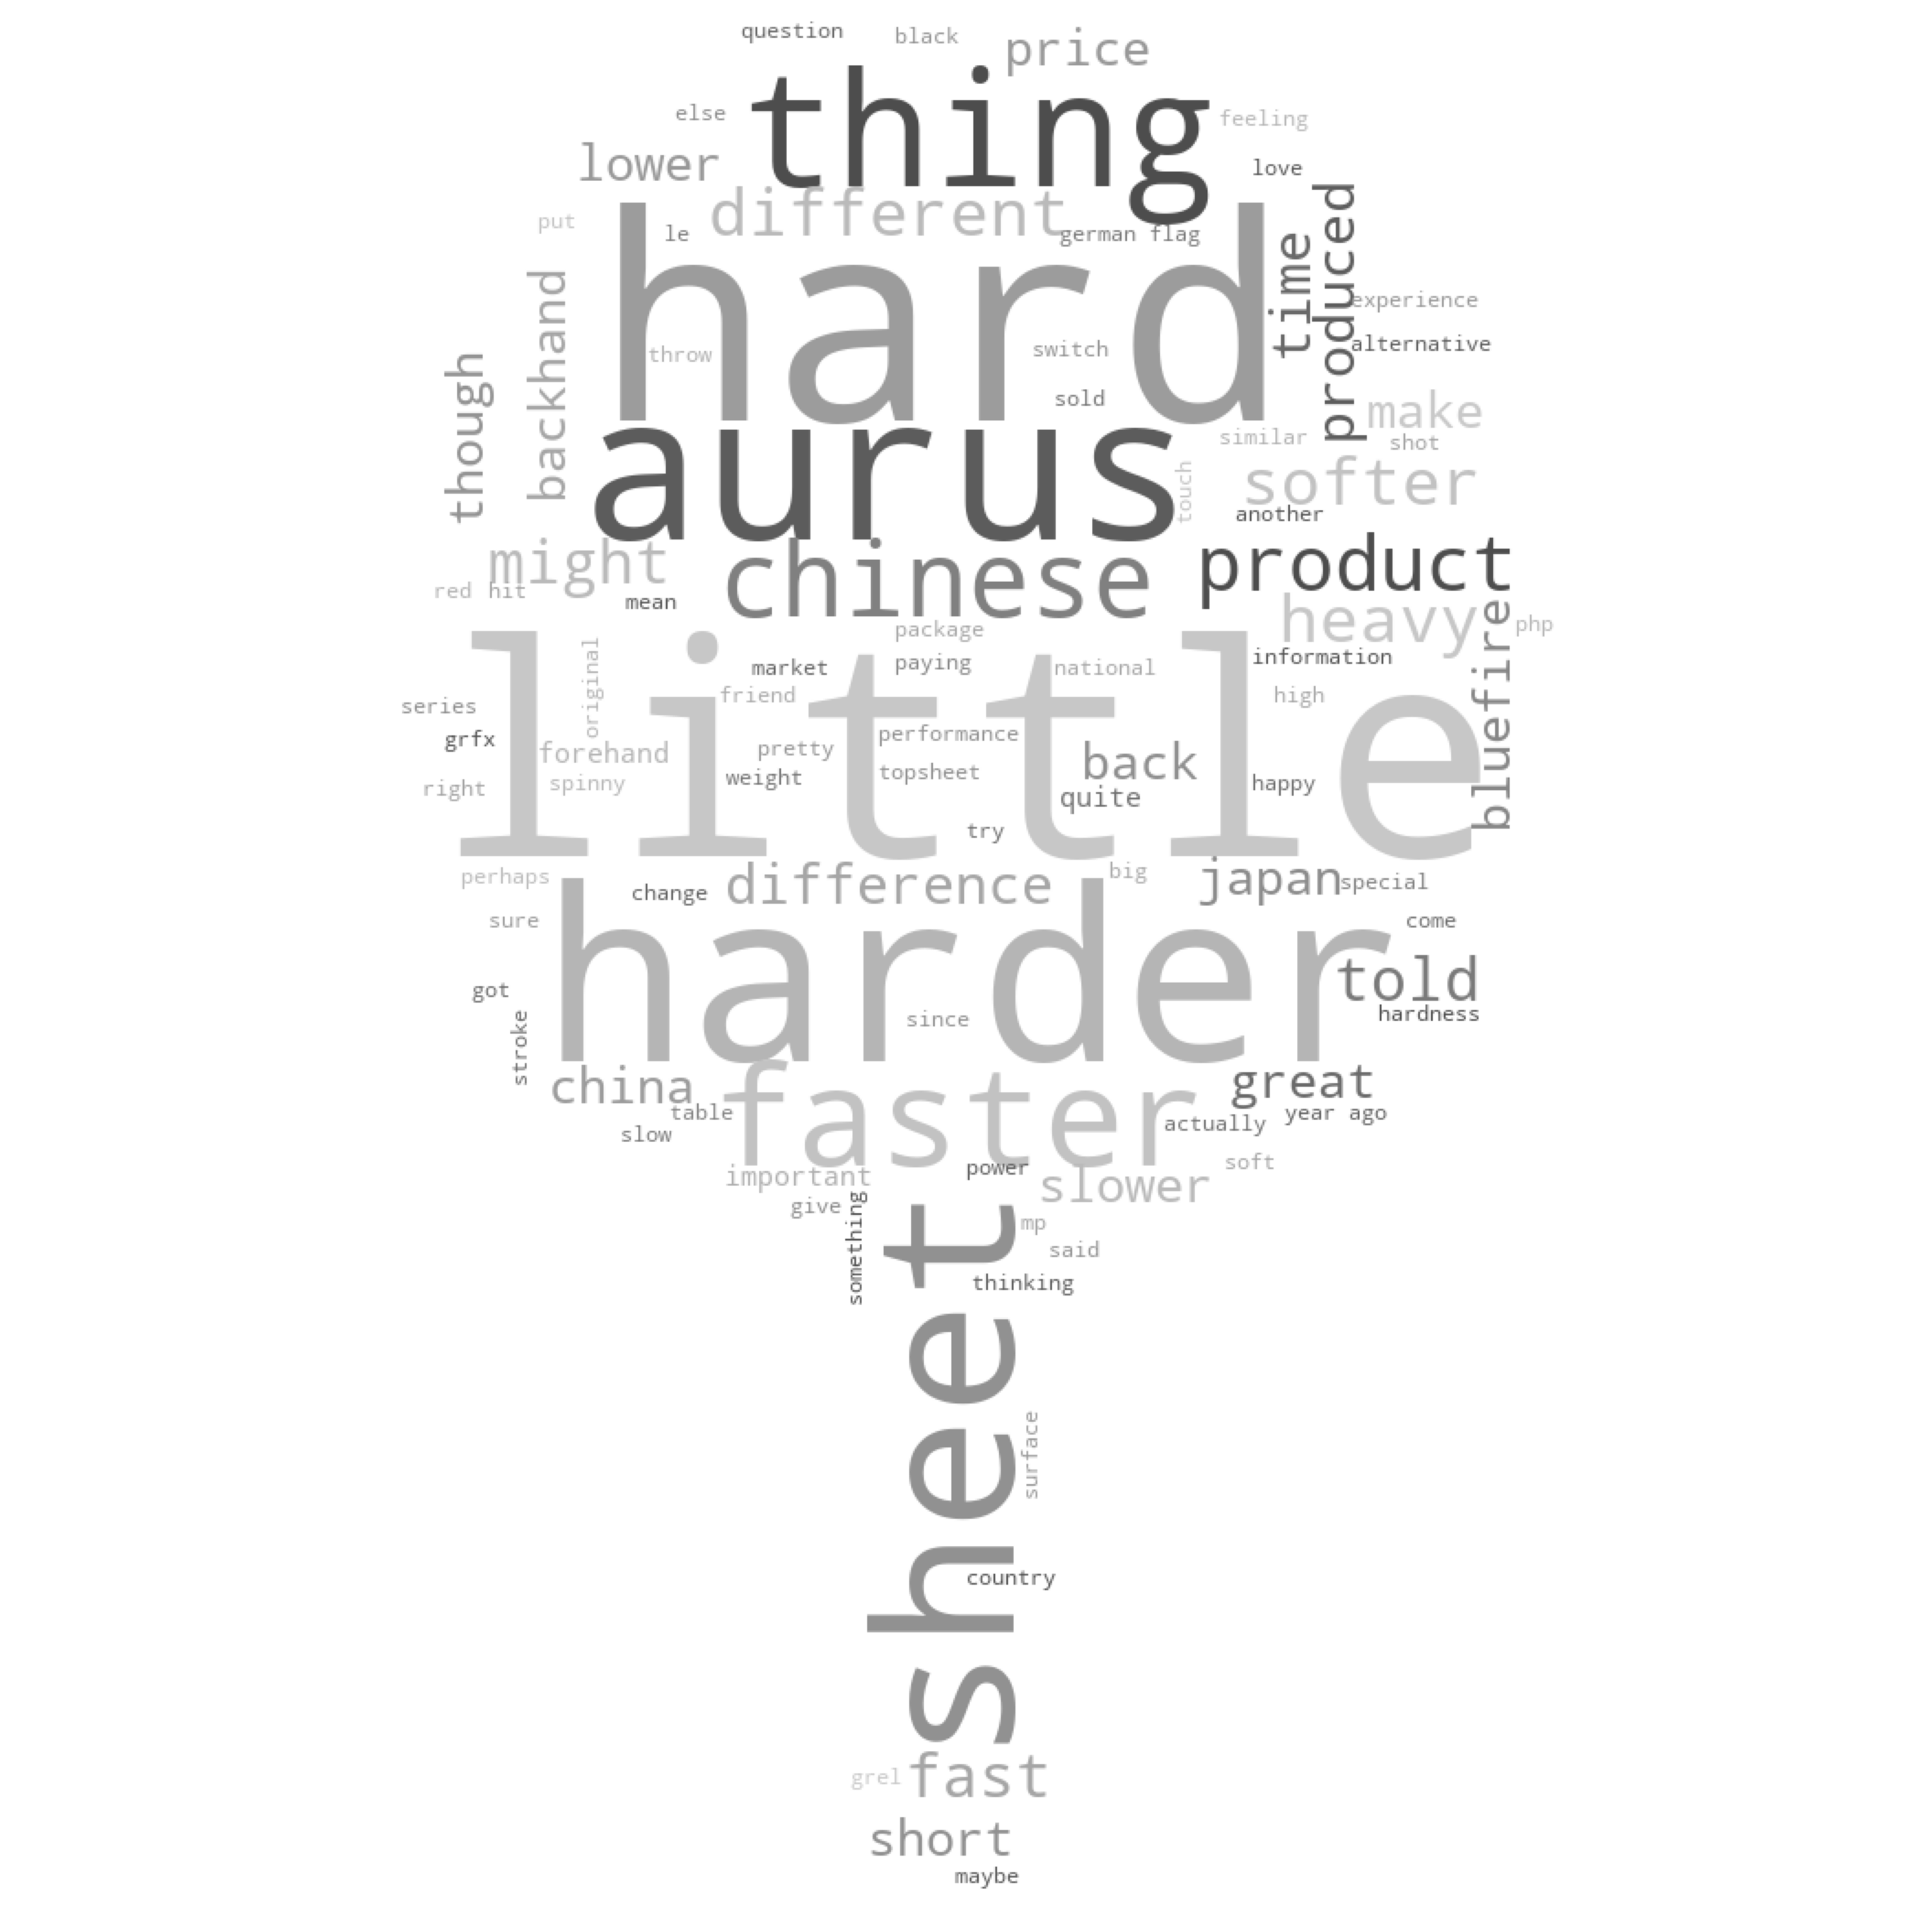 question
black
price
thing
else
feeling
lower
love
different
put
le
german flag
hard
time
produced
backhand
experience
throw
switch
alternative
though
sold
make
similar
shot
aurus
touch
softer
another
might
chinese
product
red
hit
mean
heavy
bluefire
php
package
little
original
market
paying
national
information
friend
high
series
grfx
forehand
pretty
performance
back
right
spinny
weight
topsheet
quite
happy
try
perhaps
change
difference
big
japan
special
sure
harder
come
got
told
since
hardness
stroke
china
faster
great
table
actually
year ago
slow
important
power
slower
soft
give
something
mp
said
thinking
sheet
surface
country
grel
fast
short
maybe